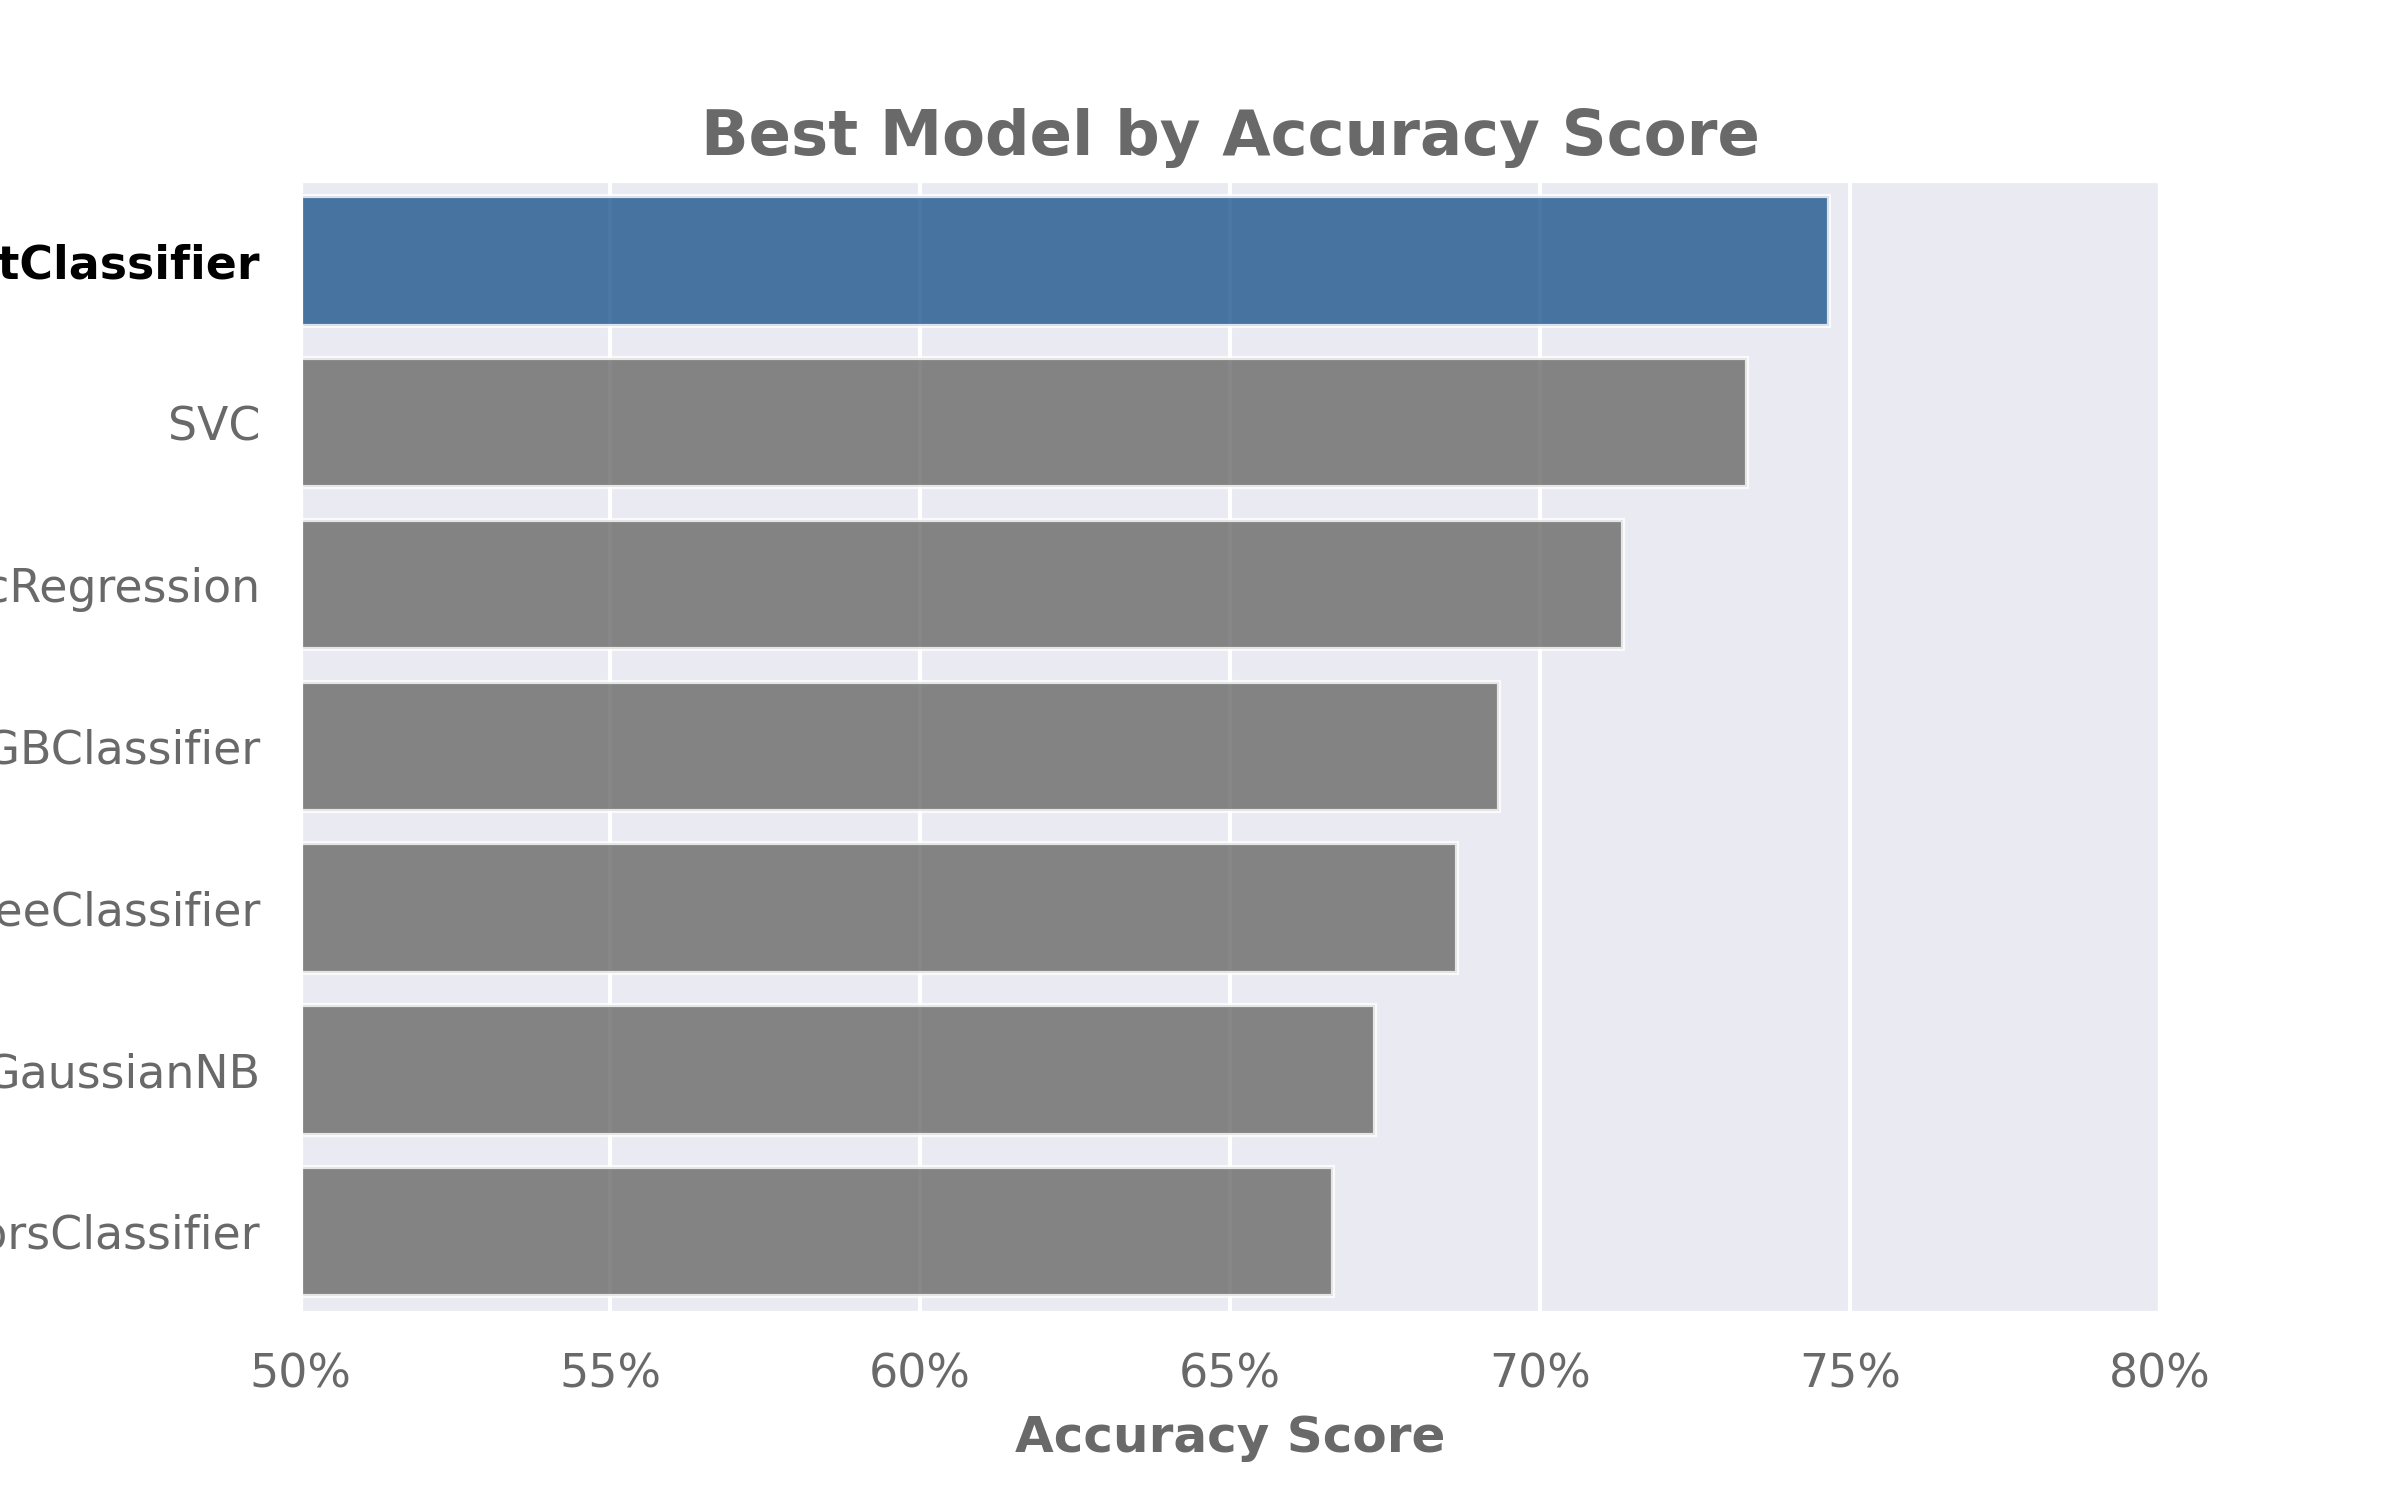 Best Model by Accuracy Score
tClassifier
SVC
cRegression
GBClassifier
eeClassifier
GaussianNB
orsClassifier
50% 55% 60% 65% 70% 75% 80%
Accuracy Score